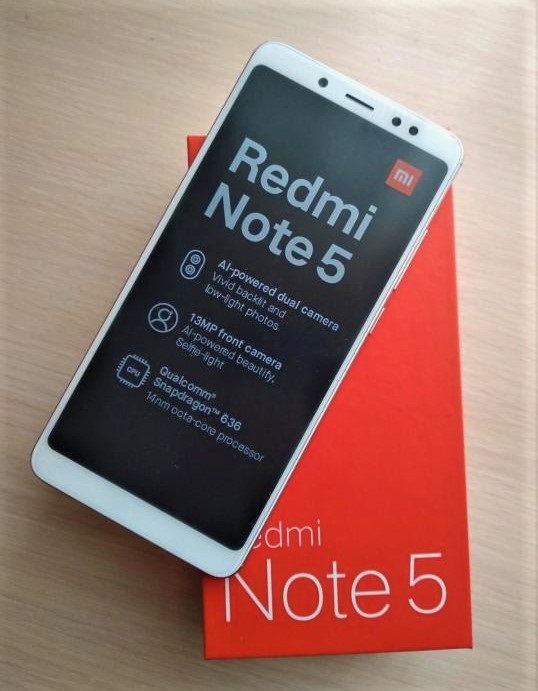 mi
Redmi
Note 5
AI-powered dual camera
Vivid backlit and
low-light photos
13MP front camera
AI-powered beautify,
Selfie-light
CPU
Qualcomm®
Snapdragon™ 636
14nm octa-core processor
edmi
Note 5